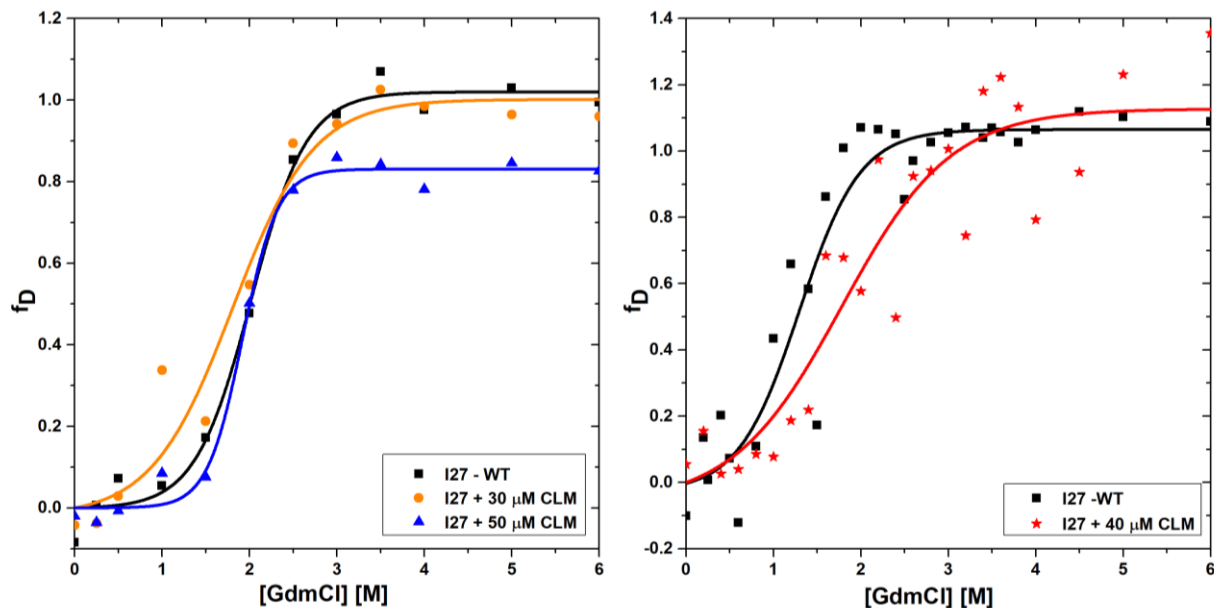 1.2
1.0
0.8
0.6
0.4
0.2
0.0
fD
0 1 2 3 4 5 6
[GdmCl] [M]
I27 - WT
I27 + 30 μM CLM
I27 + 50 μM CLM
1.4
1.2
1.0
0.8
0.6
0.4
0.2
0.0
-0.2
fD
0 1 2 3 4 5 6
[GdmCl] [M]
I27 -WT
I27 + 40 μM CLM